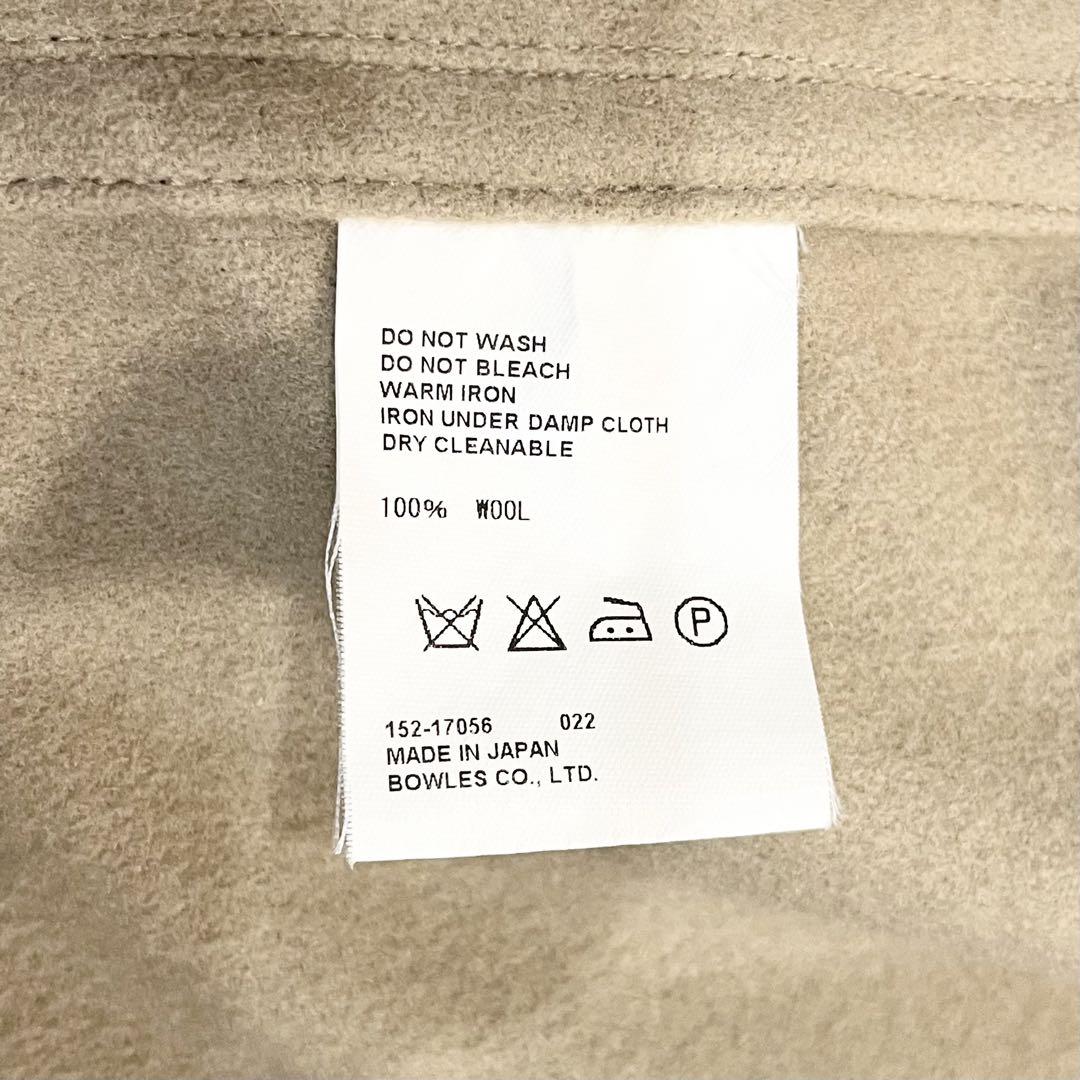 DO NOT WASH
DO NOT BLEACH
WARM IRON
IRON UNDER DAMP CLOTH
DRY CLEANABLE
100% WOOL
P
152-17056 022
MADE IN JAPAN
BOWLES CO., LTD.